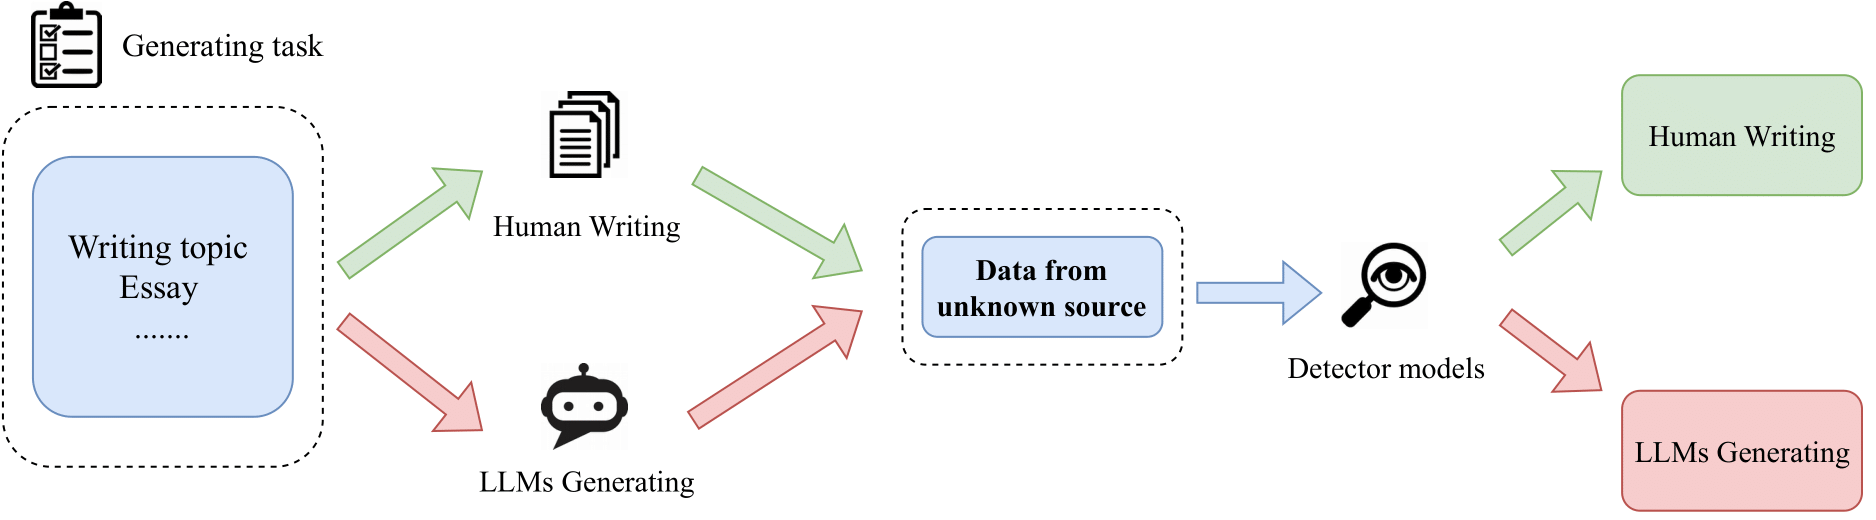 Generating task
Writing topic
Essay
.......
Human Writing
LLMs Generating
Data from
unknown source
Detector models
Human Writing
LLMs Generating